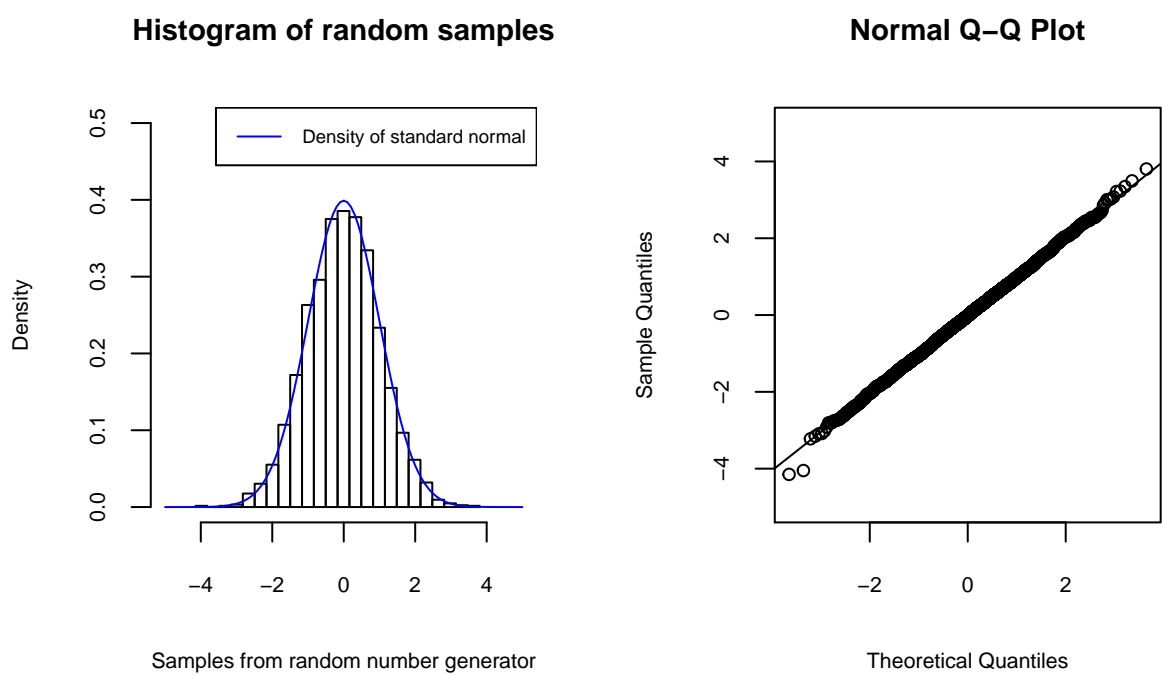 Histogram of random samples
Density
0.5
0.4
0.3
0.2
0.1
0.0
Density of standard normal
−4 −2 0 2 4
Samples from random number generator
Normal Q−Q Plot
Sample Quantiles
4
2
0
−2
−4
−2 0 2
Theoretical Quantiles